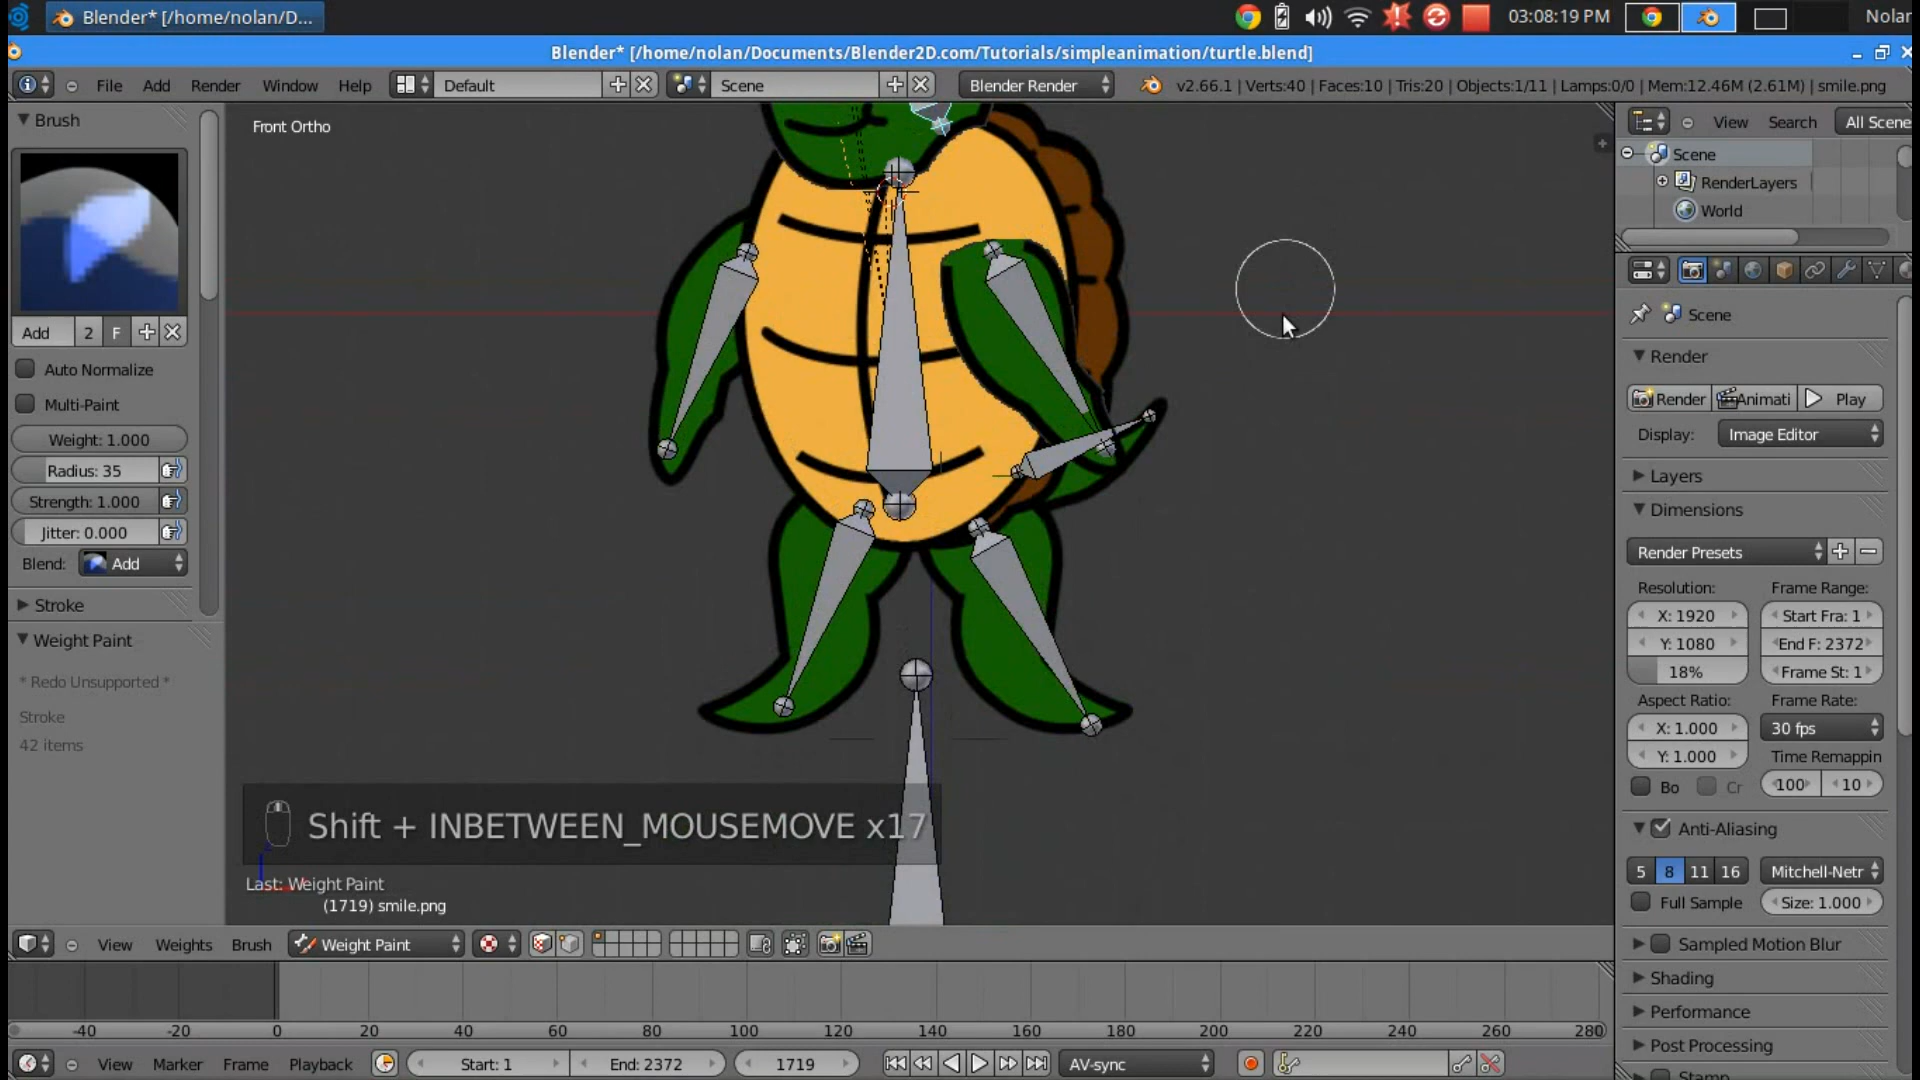 Blender* [/home/nolan/D...
03:08:19 PM
Nolan
Blender* [/home/nolan/Documents/Blender2D.com/Tutorials/simpleanimation/turtle.blend]
File Add Render Window Help
Default
Scene
Blender Render
v2.66.1 | Verts:40 | Faces:10 | Tris:20 | Objects:1/11 | Lamps:0/0 | Mem:12.46M (2.61M) | smile.png
Brush
Front Ortho
View Search All Scene
Scene
RenderLayers
World
Add 2 F
Auto Normalize
Multi-Paint
Weight: 1.000
Radius: 35
Strength: 1.000
Jitter: 0.000
Blend: Add
Stroke
Weight Paint
* Redo Unsupported *
Stroke
42 items
Scene
Render
Render Animati Play
Display: Image Editor
Layers
Dimensions
Render Presets
Resolution: Frame Range:
X: 1920 Start Fra: 1
Y: 1080 End F: 2372
18% Frame St: 1
Aspect Ratio: Frame Rate:
X: 1.000 30 fps
Y: 1.000 Time Remappin
Bo Cr 100 10
Anti-Aliasing
5 8 11 16 Mitchell-Netr
Full Sample Size: 1.000
Sampled Motion Blur
Shading
Performance
Post Processing
Stamp
Shift + INBETWEEN_MOUSEMOVE x17
Last: Weight Paint
(1719) smile.png
View Weights Brush Weight Paint
-40 -20 0 20 40 60 80 100 120 140 160 180 200 220 240 260 280
View Marker Frame Playback Start: 1 End: 2372 1719 AV-sync